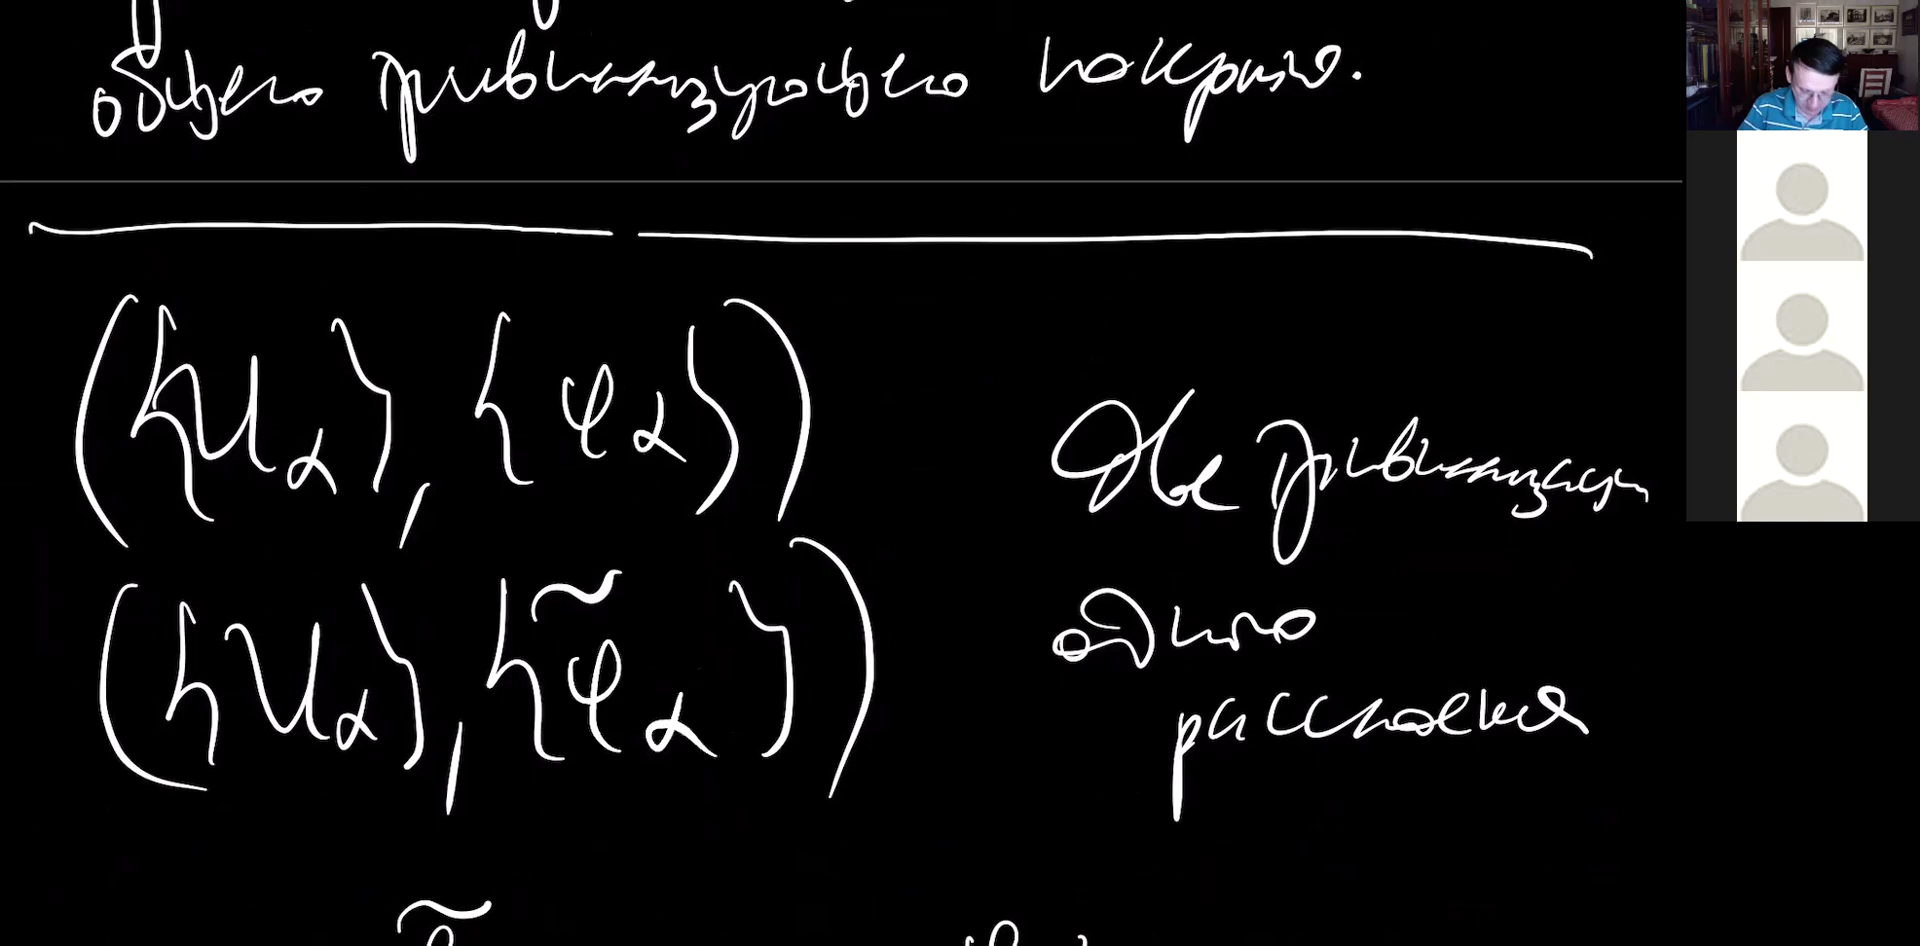 общего тривиализующего покрытия.
({U_α}, {φ_α}) Две тривиализации
одного
({U_α}, {φ̃_α}) расслоения